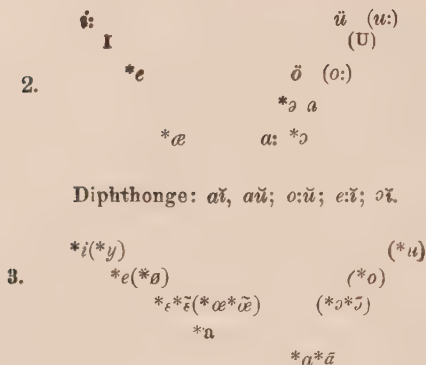 i: ü (u:)
ɪ (U)
*e ö (o:)
2.
*ə a
*æ a: *ɔ
Diphthonge: aĭ, aŭ; o:ŭ; e:ĭ; ɔĭ.
*i(*y) (*u)
3. *e(*ø) (*o)
*ɛ*ɛ̃(*œ*œ̃) (*ɔ*ɔ̃)
*a
*ɑ*ɑ̃